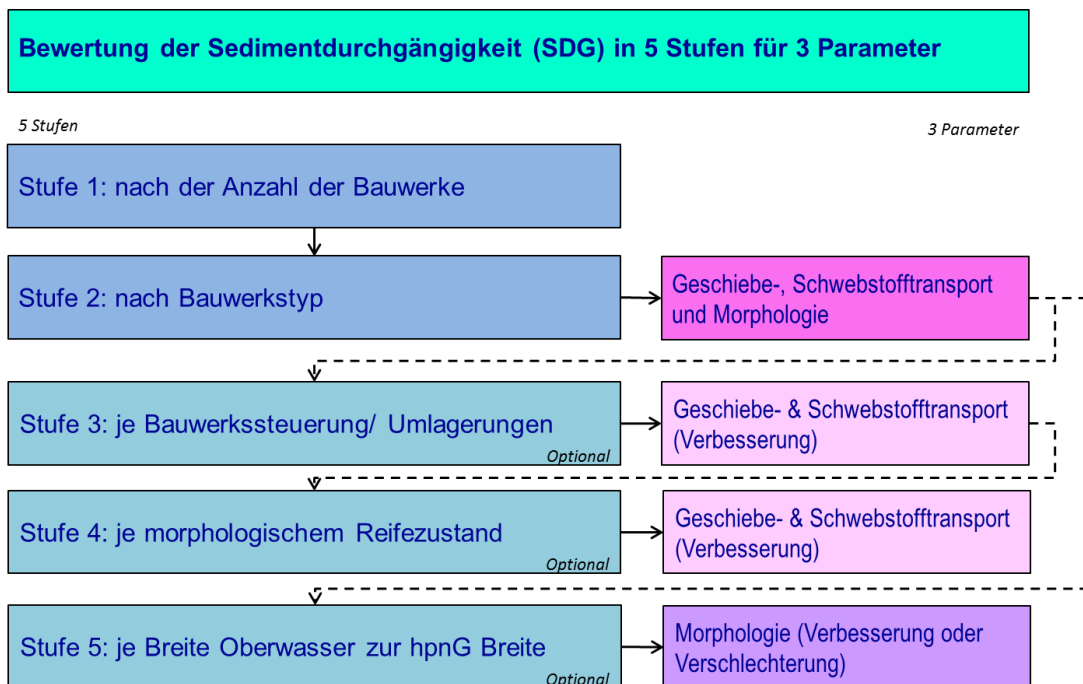 Bewertung der Sedimentdurchgängigkeit (SDG) in 5 Stufen für 3 Parameter
5 Stufen
3 Parameter
Stufe 1: nach der Anzahl der Bauwerke
Stufe 2: nach Bauwerkstyp
Geschiebe-, Schwebstofftransport
und Morphologie
Stufe 3: je Bauwerkssteuerung/ Umlagerungen
Optional
Geschiebe- & Schwebstofftransport
(Verbesserung)
Stufe 4: je morphologischem Reifezustand
Optional
Geschiebe- & Schwebstofftransport
(Verbesserung)
Stufe 5: je Breite Oberwasser zur hpnG Breite
Optional
Morphologie (Verbesserung oder
Verschlechterung)